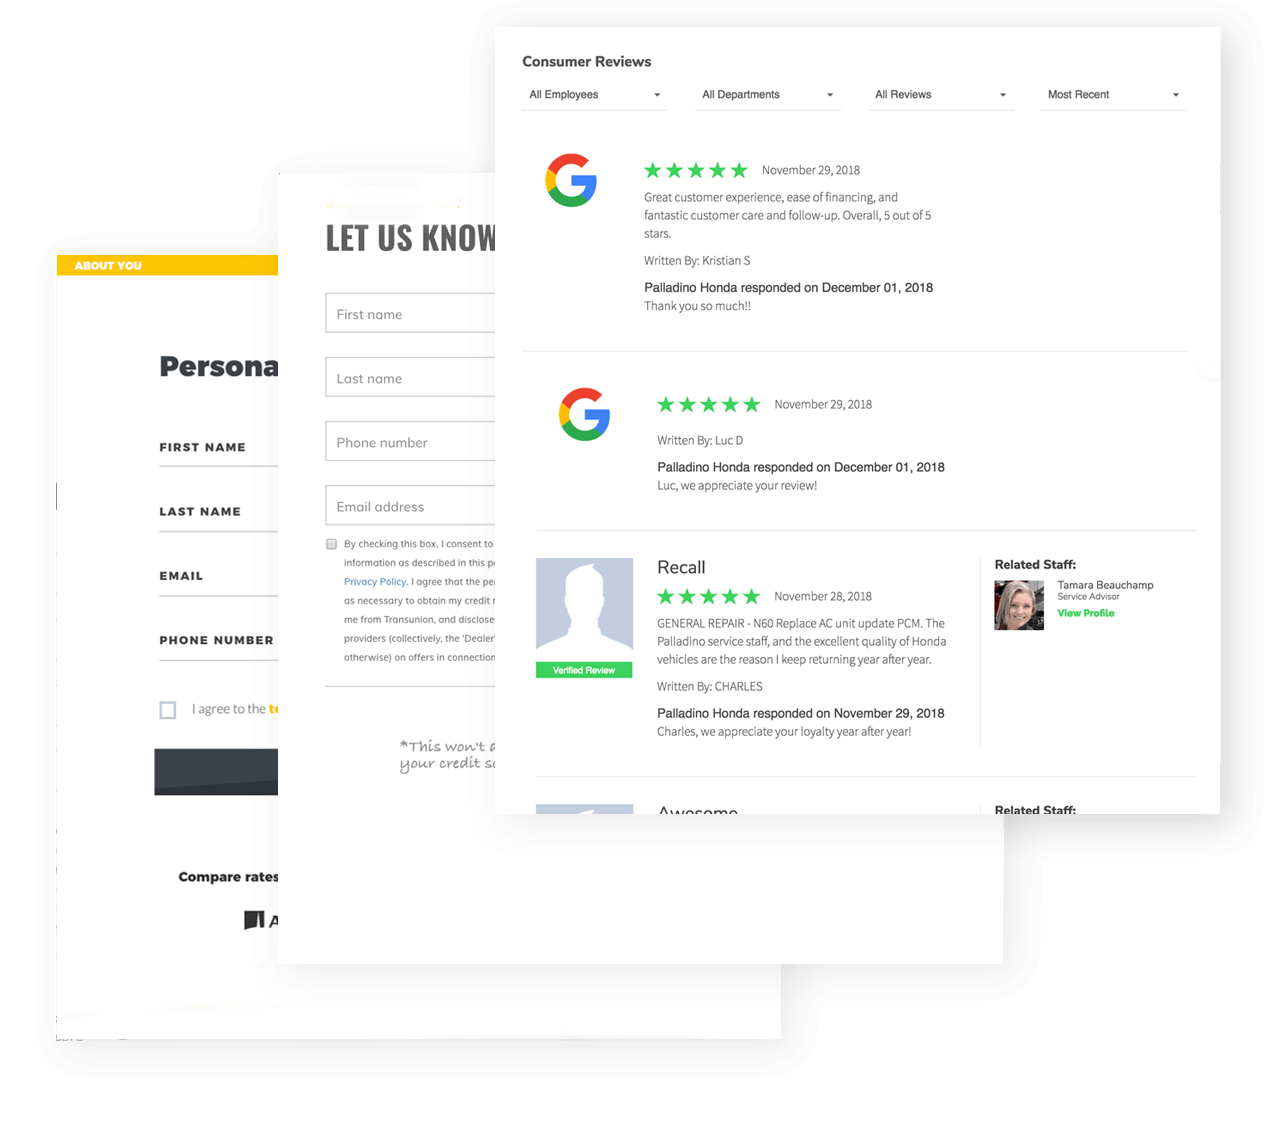 Consumer Reviews
All Employees
All Departments
All Reviews
Most Recent
November 29, 2018
Great customer experience, ease of financing, and
fantastic customer care and follow-up. Overall, 5 out of 5
stars.
Written By: Kristian S
Palladino Honda responded on December 01, 2018
Thank you so much!!
November 29, 2018
Written By: Luc D
Palladino Honda responded on December 01, 2018
Luc, we appreciate your review!
Recall
November 28, 2018
GENERAL REPAIR - N60 Replace AC unit update PCM. The
Palladino service staff, and the excellent quality of Honda
vehicles are the reason I keep returning year after year.
Written By: CHARLES
Palladino Honda responded on November 29, 2018
Charles, we appreciate your loyalty year after year!
Verified Review
Related Staff:
Tamara Beauchamp
Service Advisor
View Profile
Awesome
Related Staff:
LET US KNOW
First name
Last name
Phone number
Email address
By checking this box, I consent to
information as described in this
Privacy Policy. I agree that the
as necessary to obtain my credit
me from Transunion, and disclose
providers (collectively, the 'Dealer'
otherwise) on offers in connection
*This won't
your credit
ABOUT YOU
Persona
FIRST NAME
LAST NAME
EMAIL
PHONE NUMBER
I agree to the
Compare rates